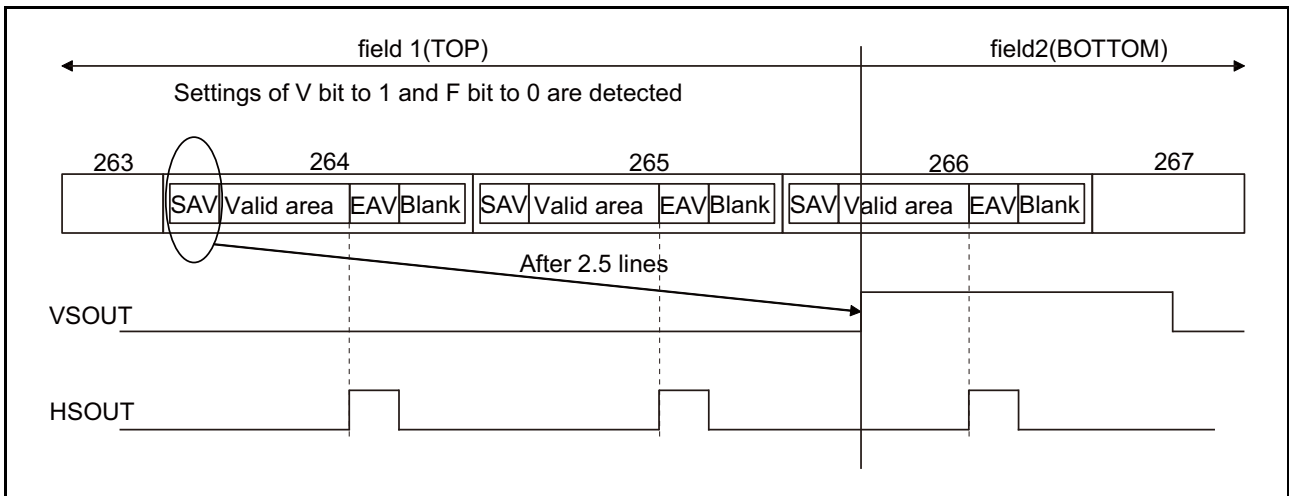 field 1(TOP) field2(BOTTOM)
Settings of V bit to 1 and F bit to 0 are detected
263 264 265 266 267
SAV Valid area EAV Blank SAV Valid area EAV Blank SAV Valid area EAV Blank
After 2.5 lines
VSOUT
HSOUT